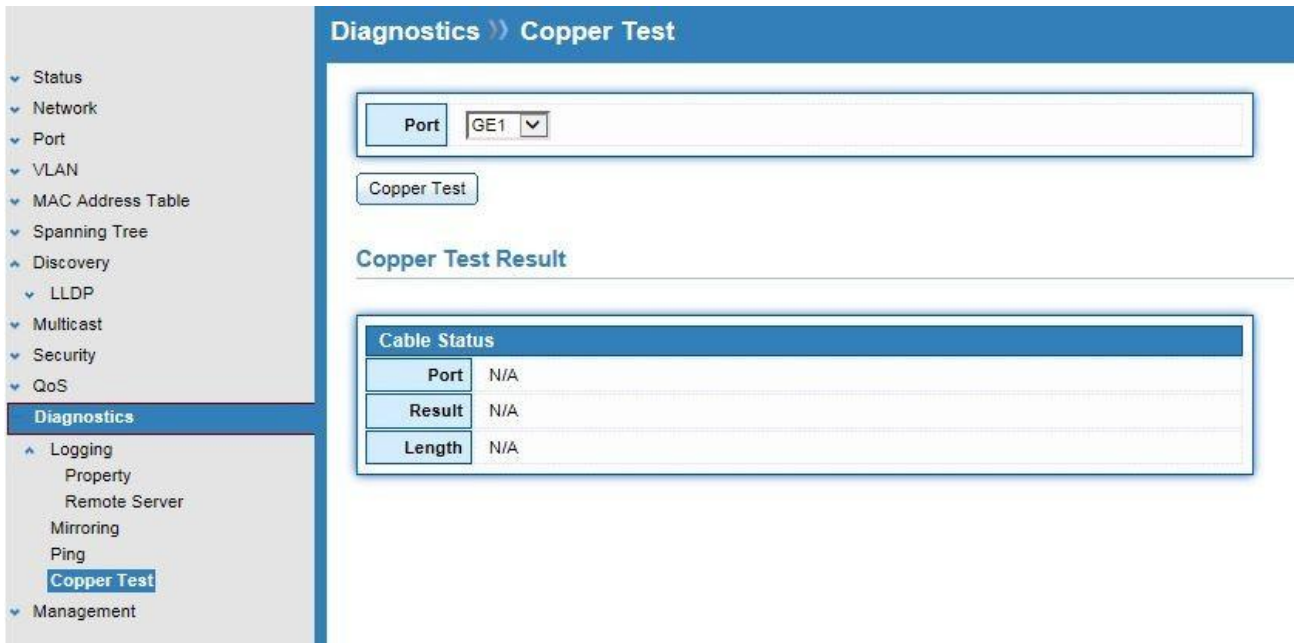 Diagnostics » Copper Test
Status
Network
Port
VLAN
MAC Address Table
Spanning Tree
Discovery
LLDP
Multicast
Security
QoS
Diagnostics
Logging
Property
Remote Server
Mirroring
Ping
Copper Test
Management
Port GE1
Copper Test
Copper Test Result
Cable Status
Port N/A
Result N/A
Length N/A